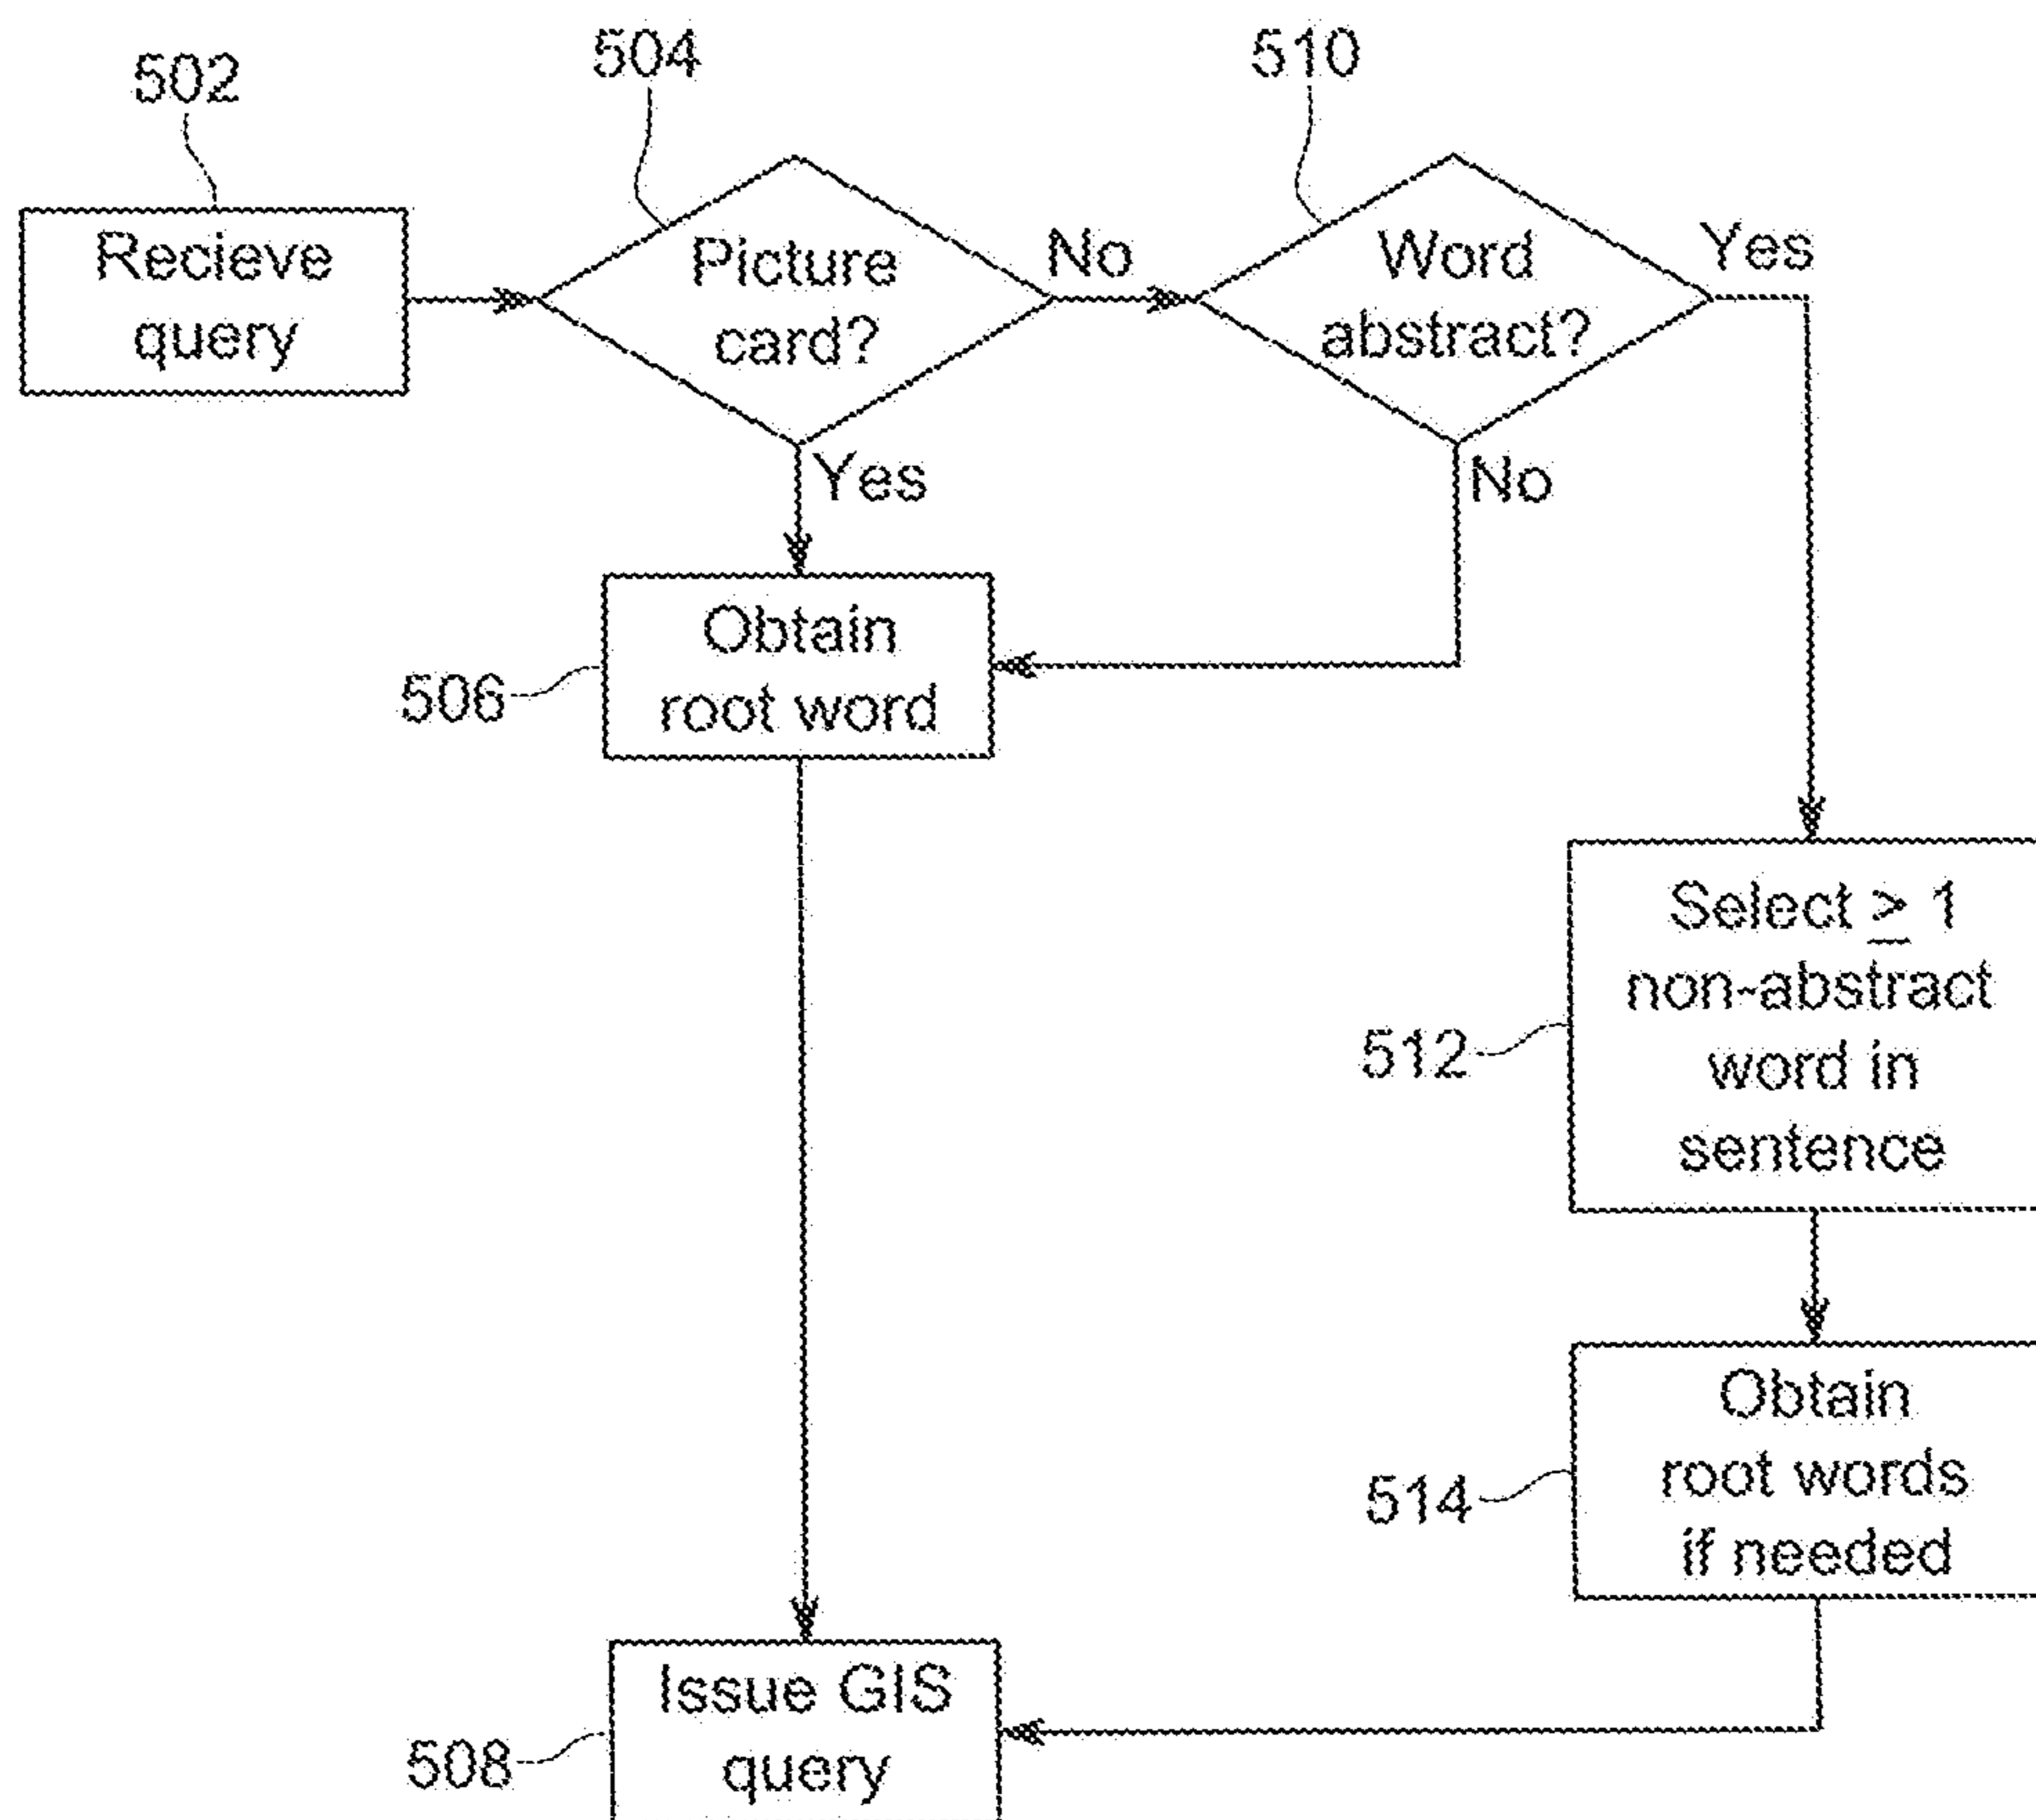 502
504
510
Recieve
query
Picture
card?
No
Word
abstract?
Yes
Yes
No
506
Obtain
root word
512
Select ≥ 1
non-abstract
word in
sentence
514
Obtain
root words
if needed
508
Issue GIS
query